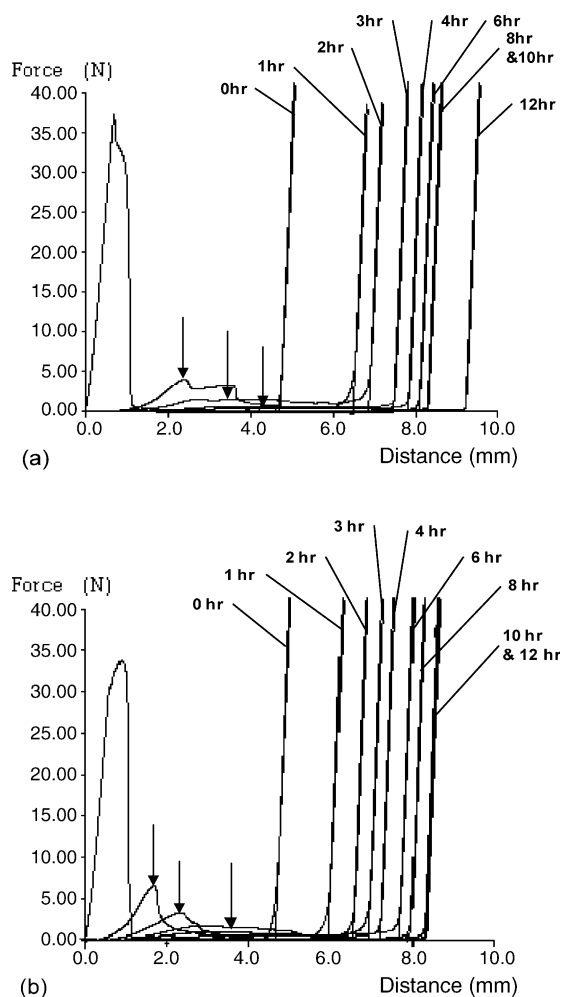 3hr 4hr 6hr
2hr 8hr
&10hr
Force (N) 1hr
0hr 12hr
40.00
35.00
30.00
25.00
20.00
15.00
10.00
5.00
0.00
0.0 2.0 4.0 6.0 8.0 10.0
(a) Distance (mm)
3 hr 4 hr
2 hr 6 hr
Force (N) 1 hr 8 hr
0 hr 10 hr
& 12 hr
40.00
35.00
30.00
25.00
20.00
15.00
10.00
5.00
0.00
0.0 2.0 4.0 6.0 8.0 10.0
(b) Distance (mm)